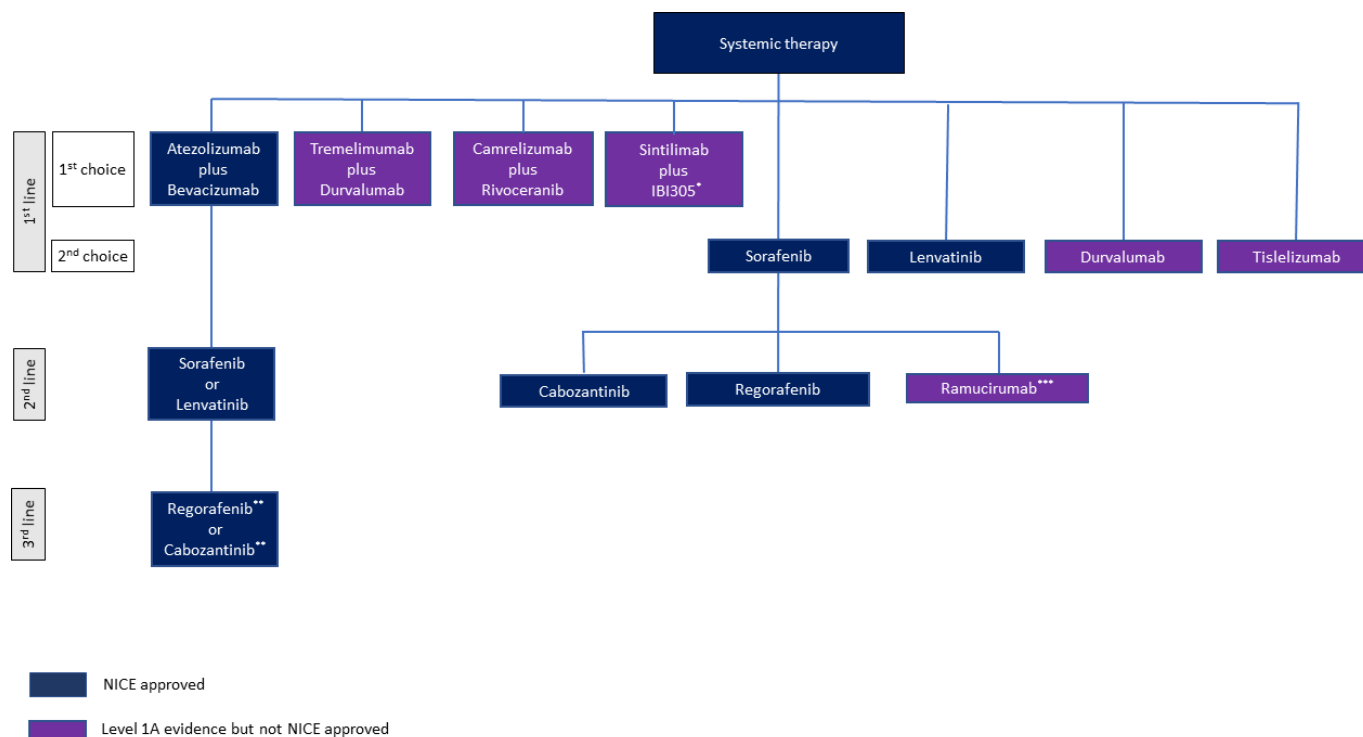 Systemic therapy
1st line
1st choice
Atezolizumab
plus
Bevacizumab
Tremelimumab
plus
Durvalumab
Camrelizumab
plus
Rivoceranib
Sintilimab
plus
IBI305*
2nd choice
Sorafenib
Lenvatinib
Durvalumab
Tislelizumab
2nd line
Sorafenib
or
Lenvatinib
Cabozantinib
Regorafenib
Ramucirumab***
3rd line
Regorafenib**
or
Cabozantinib**
NICE approved
Level 1A evidence but not NICE approved